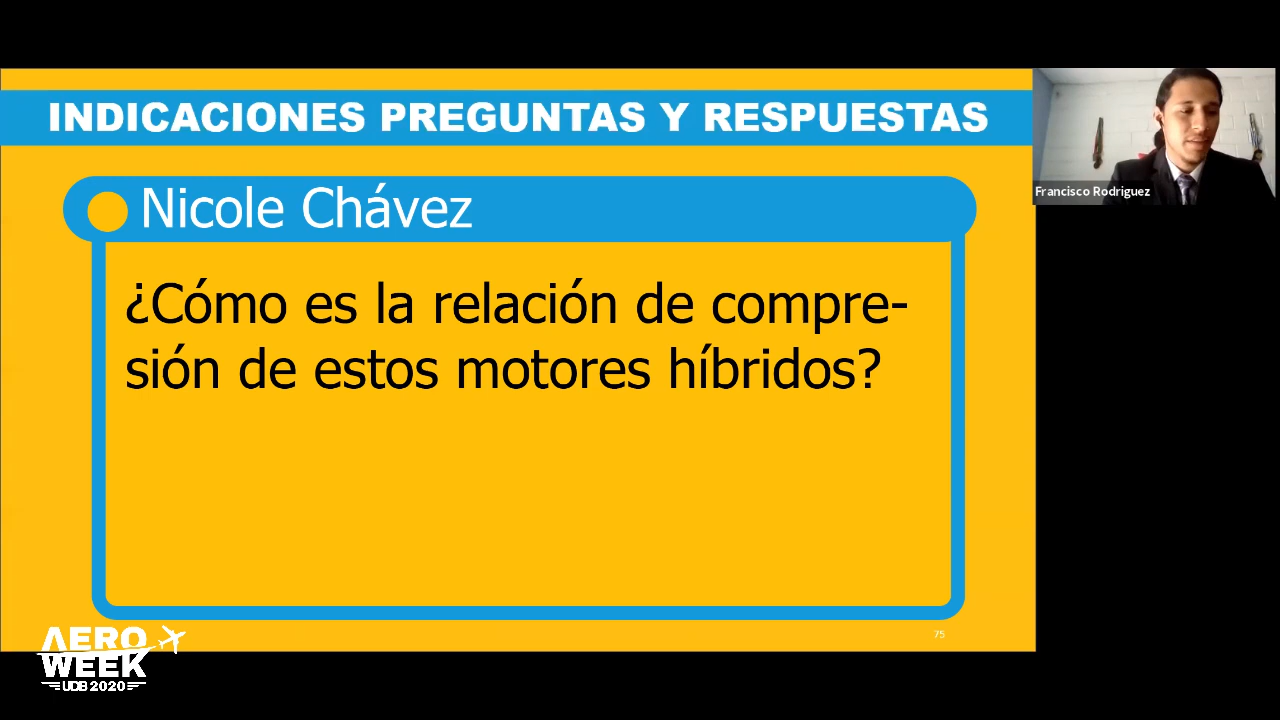 INDICACIONES PREGUNTAS Y RESPUESTAS
Nicole Chávez
¿Cómo es la relación de compre-
sión de estos motores híbridos?
75
Francisco Rodriguez
AERO
WEEK
UDB 2020